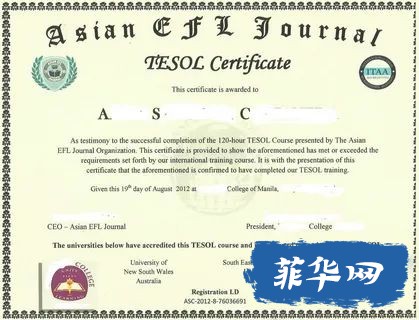 Asian EFL Journal
TESOL Certificate
ITAA
This certificate is awarded to
A. S C
As testimony to the successful completion of the 120-hour TESOL Course presented by The Asian
EFL Journal Organization. This certificate is provided to show the aforementioned has met or exceeded the
requirements set forth by our international training course. It is with the presentation of this
certificate that the aforementioned is confirmed to have completed our TESOL training.
Given this 19th day of August 2012 at College of Manila,
CEO – Asian EFL Journal
President, College
The universities below have accredited this TESOL course and
University of
New South Wales
Australia
South East
COLLEGE
Registration I.D
ASC-2012-8-76036691
菲华网